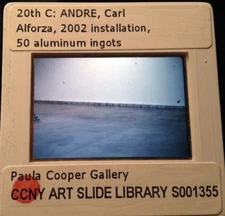 20th C: ANDRE, Carl
Alforza, 2002 installation,
50 aluminum ingots
Paula Cooper Gallery
CCNY ART SLIDE LIBRARY S001355